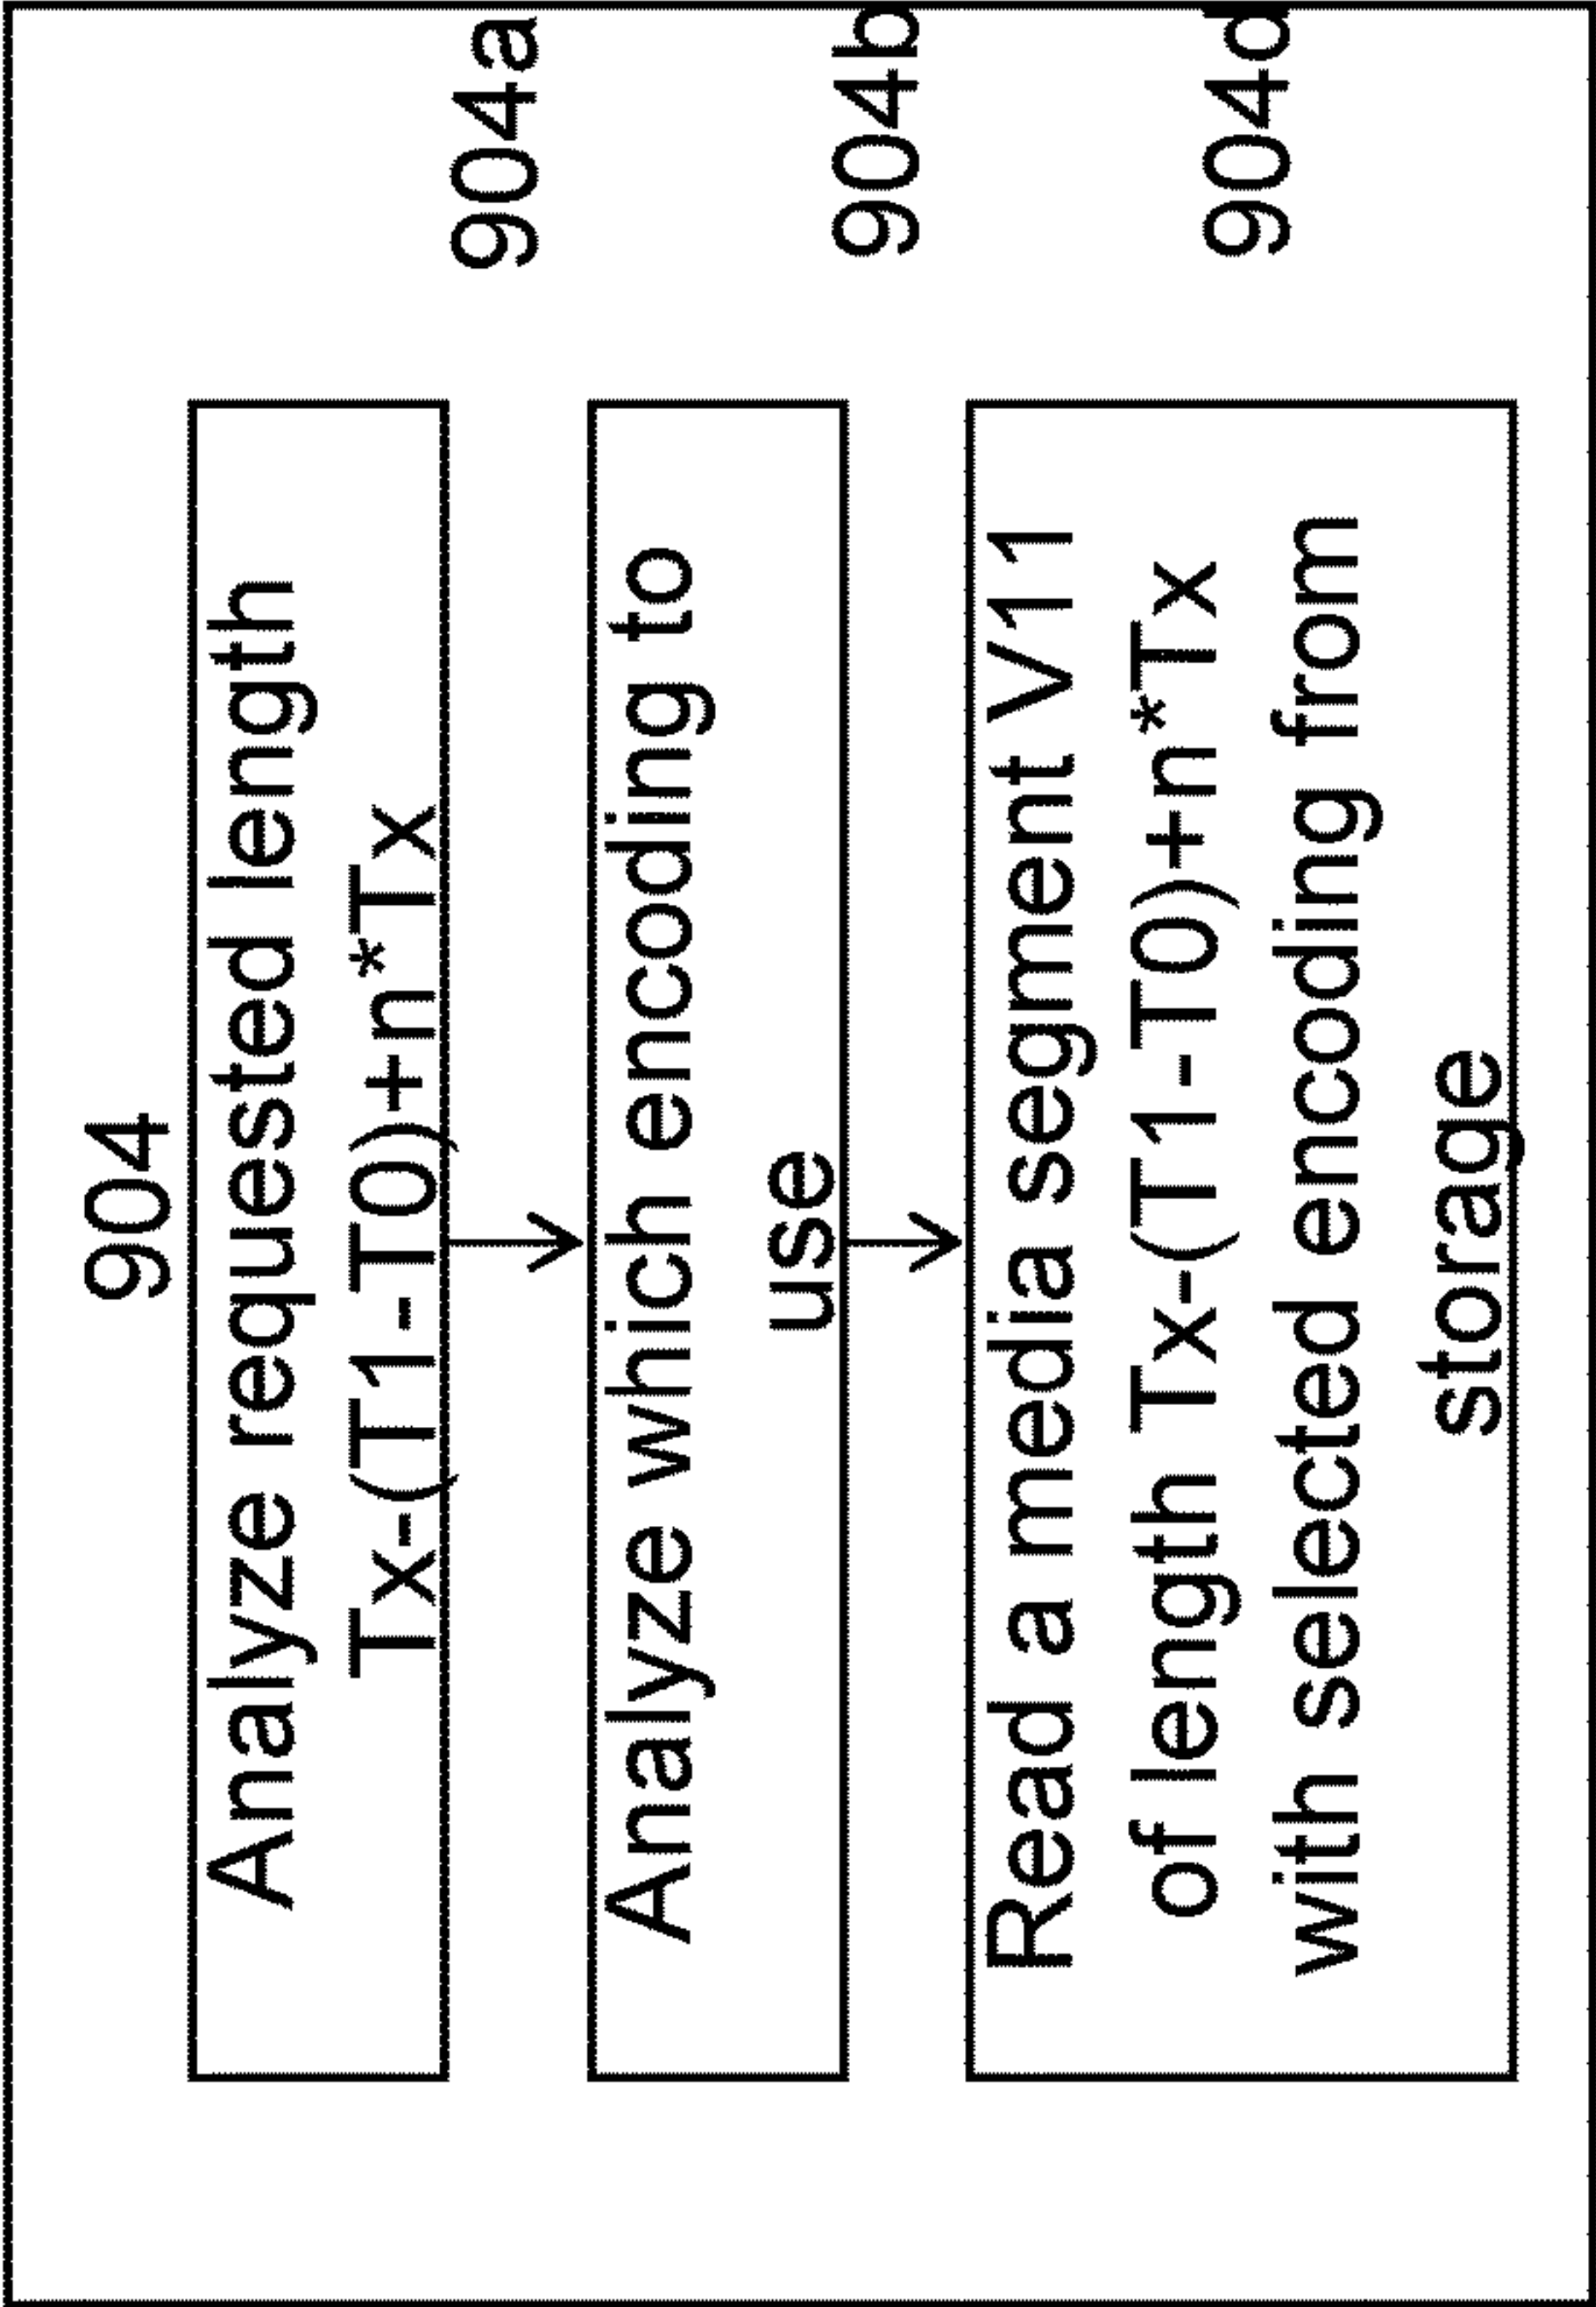 904
Analyze requested length
Tx-(T1-T0)+n*Tx
904a
Analyze which encoding to
use
904b
Read a media segment V11
of length Tx-(T1-T0)+n*Tx
with selected encoding from
storage
904d